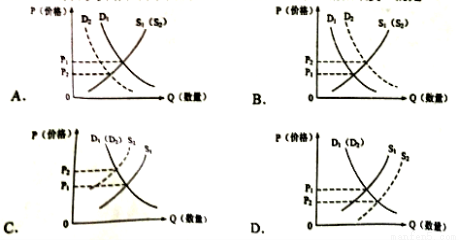 P（价格）
D₂ D₁ S₁（S₂）
P₁
P₂
0 Q（数量）
A.
P（价格）
D₁ D₂ S₁（S₂）
P₁
P₂
0 Q（数量）
B.
P（价格）
D₁（D₂） S₂ S₁
P₂
P₁
0 Q（数量）
C.
P（价格）
D₁（D₂） S₁ S₂
P₁
P₂
0 Q（数量）
D.